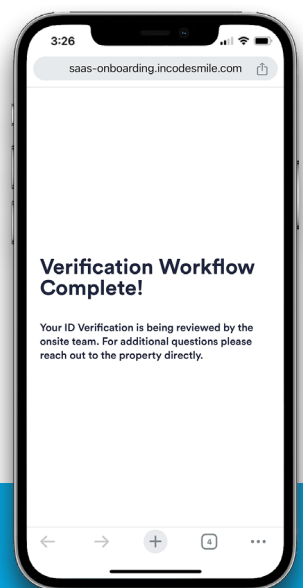 3:26
saas-onboarding.incodesmile.com
Verification Workflow
Complete!
Your ID Verification is being reviewed by the
onsite team. For additional questions please
reach out to the property directly.
4